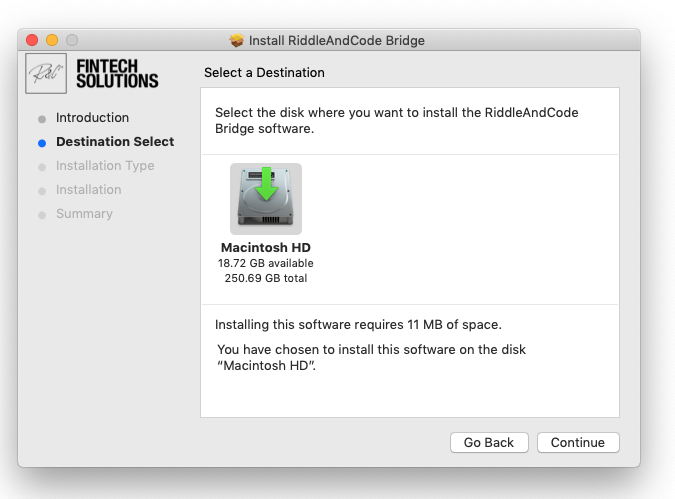 Install RiddleAndCode Bridge
FINTECH
SOLUTIONS
Select a Destination
Introduction
Destination Select
Installation Type
Installation
Summary
Select the disk where you want to install the RiddleAndCode
Bridge software.
Macintosh HD
18.72 GB available
250.69 GB total
Installing this software requires 11 MB of space.
You have chosen to install this software on the disk
“Macintosh HD”.
Go Back
Continue